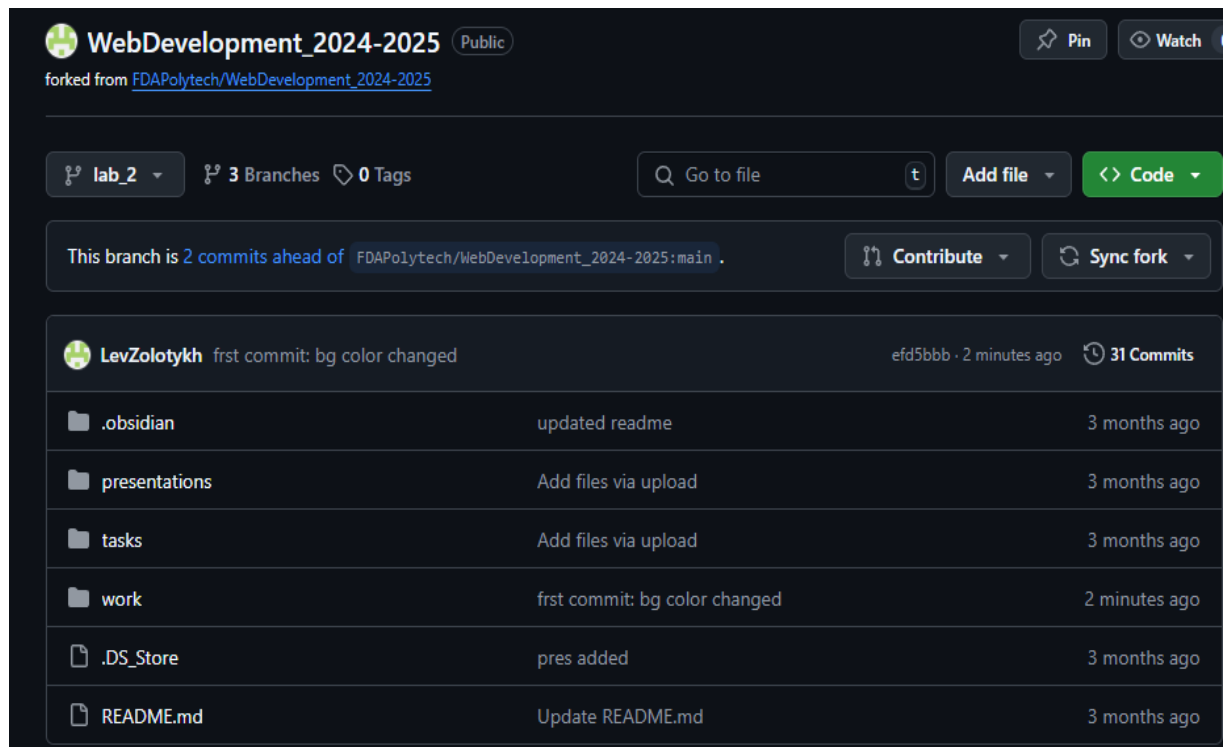 WebDevelopment_2024-2025 Public Pin Watch
forked from FDAPolytech/WebDevelopment_2024-2025
lab_2 3 Branches 0 Tags Go to file t Add file Code
This branch is 2 commits ahead of FDAPolytech/WebDevelopment_2024-2025:main . Contribute Sync fork
LevZolotykh frst commit: bg color changed efd5bbb · 2 minutes ago 31 Commits
.obsidian updated readme 3 months ago
presentations Add files via upload 3 months ago
tasks Add files via upload 3 months ago
work frst commit: bg color changed 2 minutes ago
.DS_Store pres added 3 months ago
README.md Update README.md 3 months ago